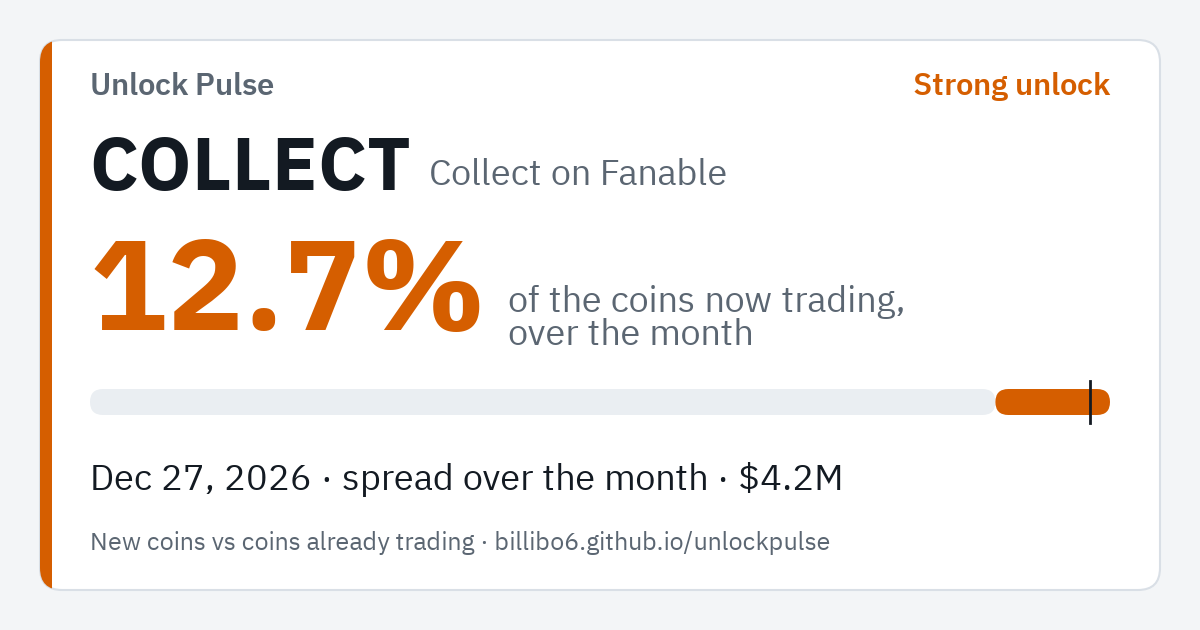 Unlock Pulse
Strong unlock
COLLECT Collect on Fanable
12.7% of the coins now trading,
over the month
Dec 27, 2026 · spread over the month · $4.2M
New coins vs coins already trading · billibo6.github.io/unlockpulse